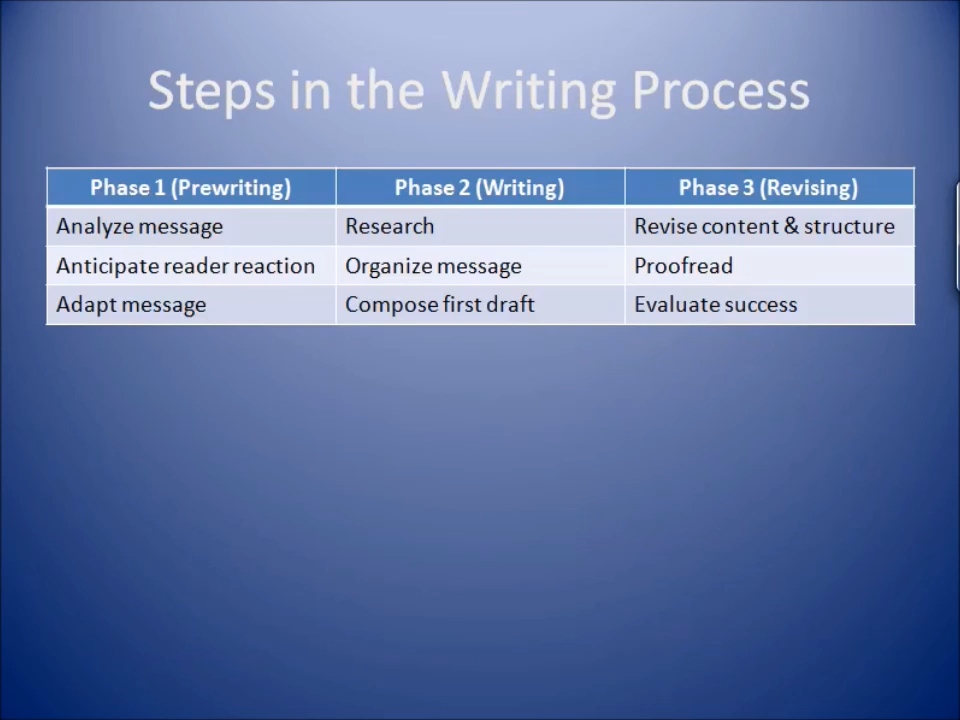 Steps in the Writing Process
Phase 1 (Prewriting) Phase 2 (Writing) Phase 3 (Revising)
Analyze message Research Revise content & structure
Anticipate reader reaction Organize message Proofread
Adapt message Compose first draft Evaluate success